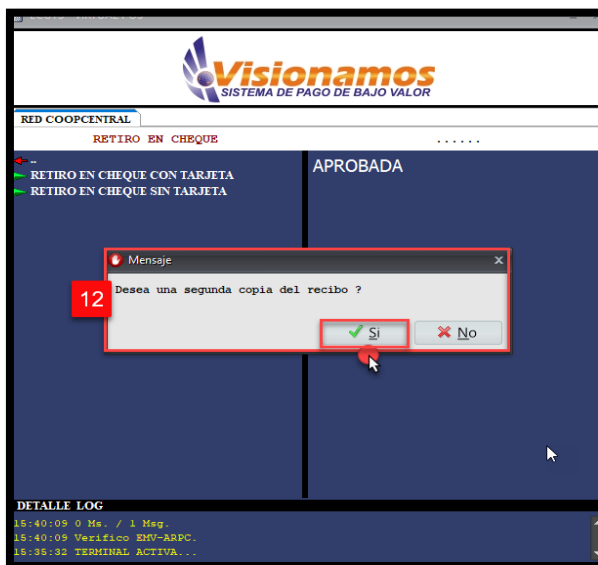 Visionamos
SISTEMA DE PAGO DE BAJO VALOR
RED COOPCENTRAL
RETIRO EN CHEQUE ......
..
RETIRO EN CHEQUE CON TARJETA
RETIRO EN CHEQUE SIN TARJETA
APROBADA
Mensaje x
12
Desea una segunda copia del recibo ?
Si No
DETALLE LOG
15:40:09 0 Ms. / 1 Msg.
15:40:09 Verifico EMV-ARPC.
15:35:32 TERMINAL ACTIVA...